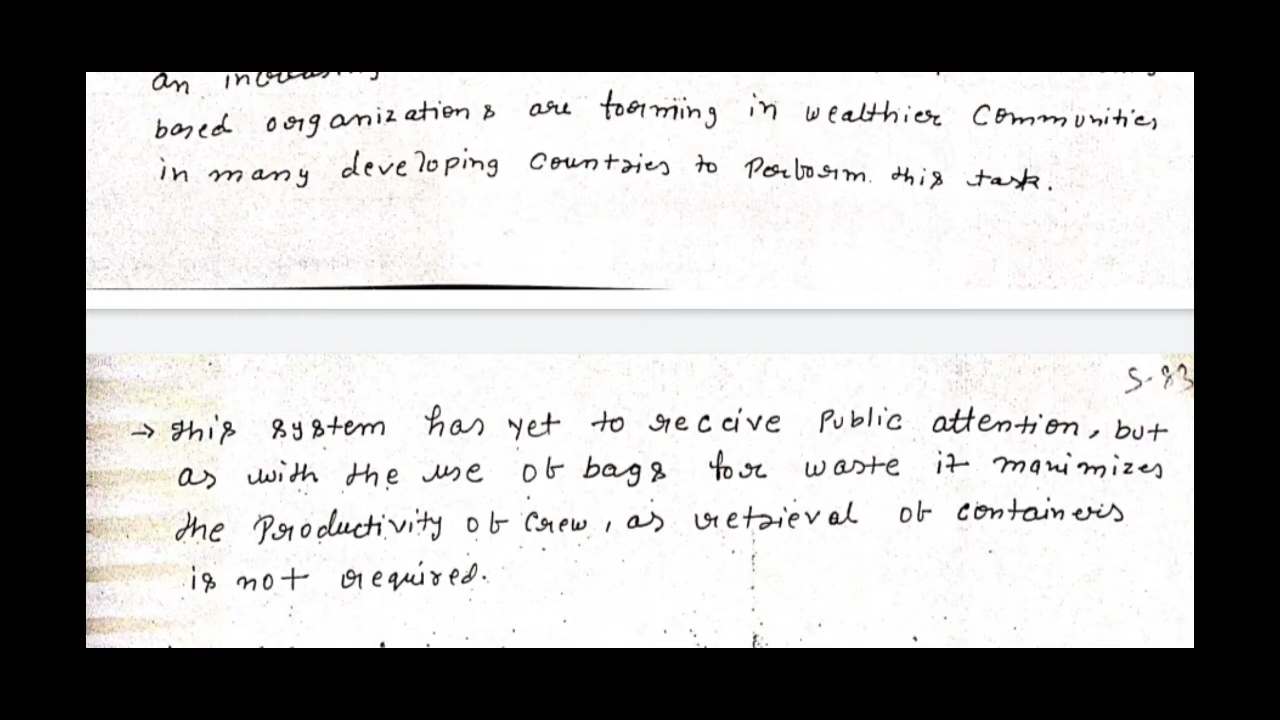 an increasing
based organizations are forming in wealthier Communities
in many developing Countries to Perform this task.
S-83
→ This system has yet to receive Public attention, but
as with the use of bags for waste it maximizes
the Productivity of crew, as retrieval of containers
is not required.